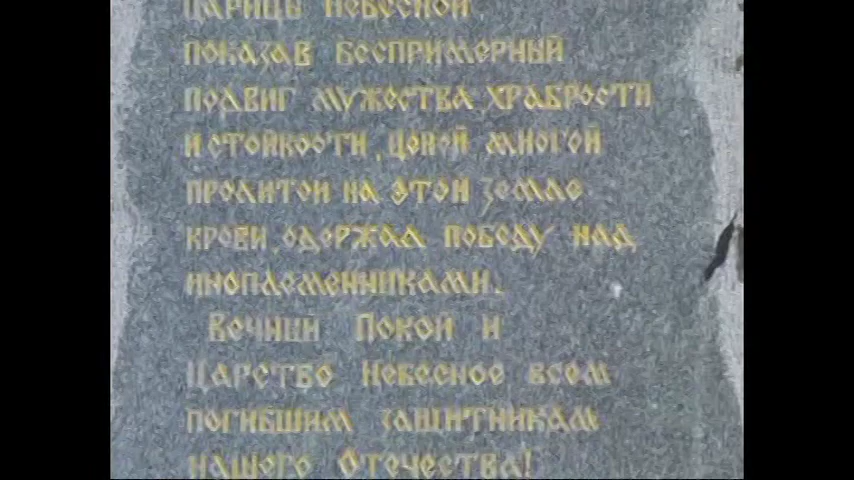 Царицы Небесной,
показав беспримерный
подвиг мужества, храбрости
и стойкости, ценой многой
пролитой на этой земле
крови, одержал победу над
иноплеменниками.
Вечный Покой и
Царство Небесное всем
погибшим защитникам
нашего Отечества!